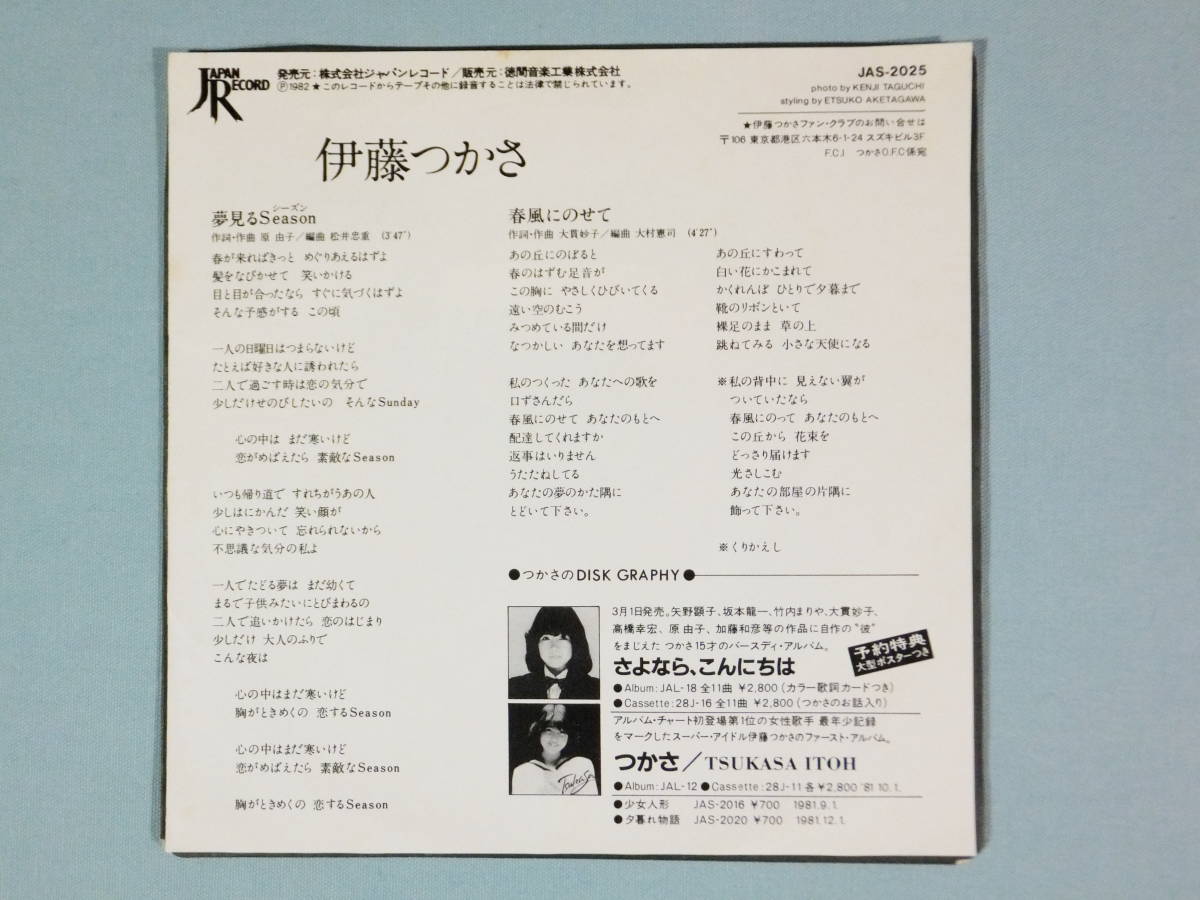 JAPAN RECORD
発売元:株式会社ジャパンレコード/販売元:徳間音楽工業株式会社
Ⓟ1982★このレコードからテープその他に録音することは法律で禁じられています。
JAS-2025
photo by KENJI TAGUCHI
styling by ETSUKO AKETAGAWA
★伊藤つかさファン・クラブのお問い合せは
〒106 東京都港区六本木6-1-24 スズキビル3F
F.C.I つかさO.F.C係宛
伊藤つかさ
シーズン
夢見るSeason
作詞・作曲 原 由子/編曲 松井忠重 (3'47")
春が来ればきっと めぐりあえるはずよ
髪をなびかせて 笑いかける
目と目が合ったなら すぐに気づくはずよ
そんな予感がする この頃
一人の日曜日はつまらないけど
たとえば好きな人に誘われたら
二人で過ごす時は恋の気分で
少しだけせのびしたいの そんなSunday
心の中は まだ寒いけど
恋がめばえたら 素敵なSeason
いつも帰り道で すれちがうあの人
少しはにかんだ 笑い顔が
心にやきついて 忘れられないから
不思議な気分の私よ
一人でたどる夢は まだ幼くて
まるで子供みたいにとびまわるの
二人で追いかけたら 恋のはじまり
少しだけ 大人のふりで
こんな夜は
心の中はまだ寒いけど
胸がときめくの 恋するSeason
心の中はまだ寒いけど
恋がめばえたら 素敵なSeason
胸がときめくの 恋するSeason
春風にのせて
作詞・作曲 大貫妙子/編曲 大村憲司 (4'27")
あの丘にのぼると
春のはずむ足音が
この胸に やさしくひびいてくる
遠い空のむこう
みつめている間だけ
なつかしい あなたを想ってます
私のつくった あなたへの歌を
口ずさんだら
春風にのせて あなたのもとへ
配達してくれますか
返事はいりません
うたたねしてる
あなたの夢のかた隅に
とどいて下さい。
あの丘にすわって
白い花にかこまれて
かくれんぼ ひとりで夕暮まで
靴のリボンといて
裸足のまま 草の上
跳ねてみる 小さな天使になる
※私の背中に 見えない翼が
ついていたなら
春風にのって あなたのもとへ
この丘から 花束を
どっさり届けます
光さしこむ
あなたの部屋の片隅に
飾って下さい。
※くりかえし
●つかさのDISK GRAPHY●
3月1日発売。矢野顕子、坂本龍一、竹内まりや、大貫妙子、
高橋幸宏、原 由子、加藤和彦等の作品に自作の"彼"
をまじえた つかさ15才のバースデイ・アルバム。
予約特典
大型ポスターつき
さよなら、こんにちは
●Album:JAL-18 全11曲 ¥2,800(カラー歌詞カードつき)
●Cassette:28J-16 全11曲 ¥2,800(つかさのお話入り)
アルバム・チャート初登場第1位の女性歌手 最年少記録
をマークしたスーパー・アイドル伊藤つかさのファースト・アルバム。
つかさ/TSUKASA ITOH
●Album:JAL-12 ●Cassette:28J-11 各¥2,800 '81.10.1.
●少女人形 JAS-2016 ¥700 1981.9.1.
●夕暮れ物語 JAS-2020 ¥700 1981.12.1.
Tsukasa